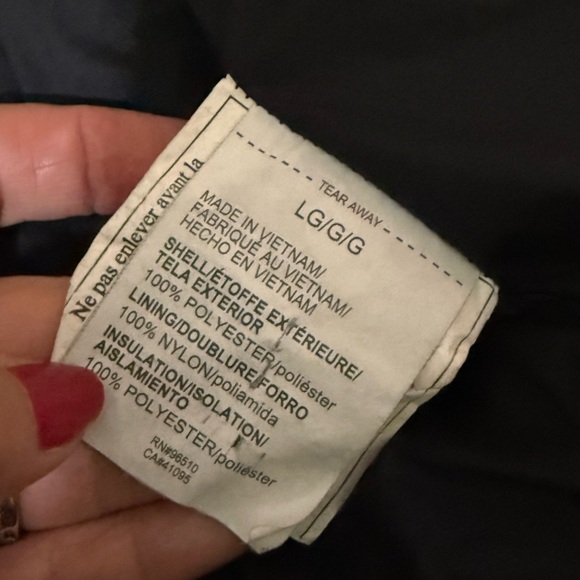 Ne pas enlever avant la
TEAR AWAY
LG/G/G
MADE IN VIETNAM/
FABRIQUÉ AU VIETNAM/
HECHO EN VIETNAM
SHELL/ÉTOFFE EXTÉRIEURE/
TELA EXTERIOR
100% POLYESTER/poliéster
LINING/DOUBLURE/FORRO
100% NYLON/poliamida
INSULATION/ISOLATION/
AISLAMIENTO
100% POLYESTER/poliéster
RN#96510
CA#41095